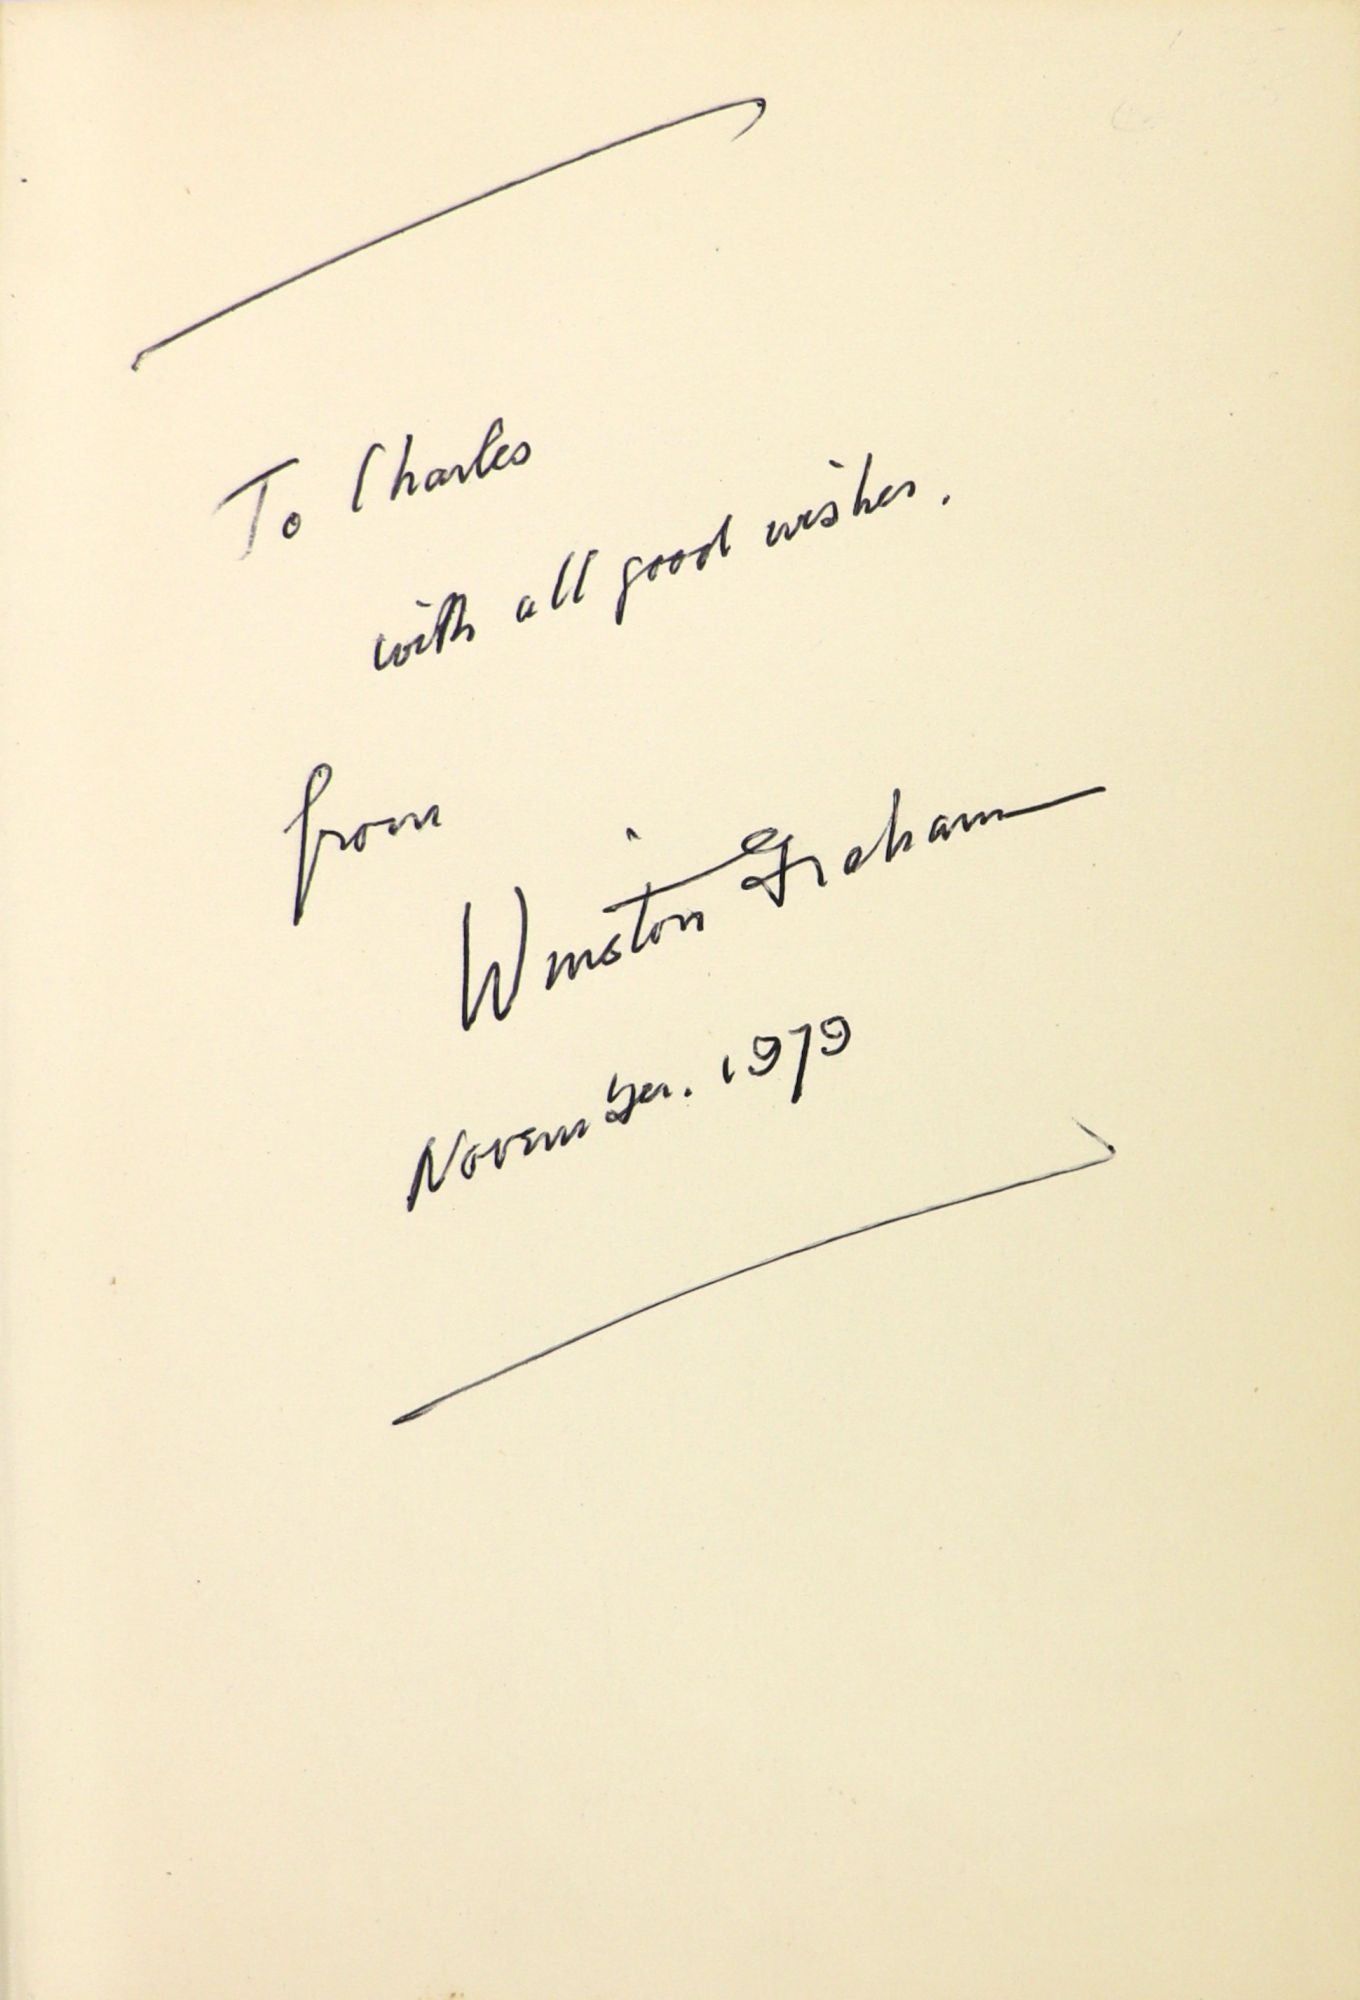 To Charles
with all good wishes.
from
Winston Graham
November. 1979